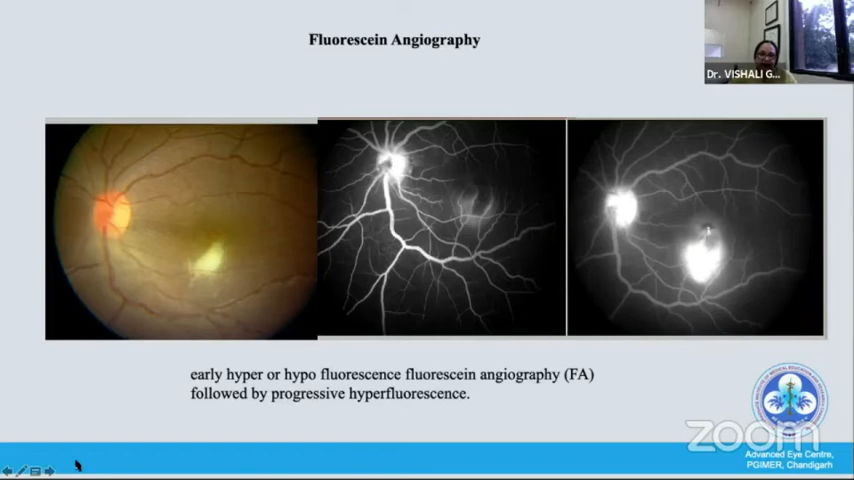 Fluorescein Angiography
Dr. VISHALI G...
early hyper or hypo fluorescence fluorescein angiography (FA)
followed by progressive hyperfluorescence.
zoom
Advanced Eye Centre,
PGIMER, Chandigarh